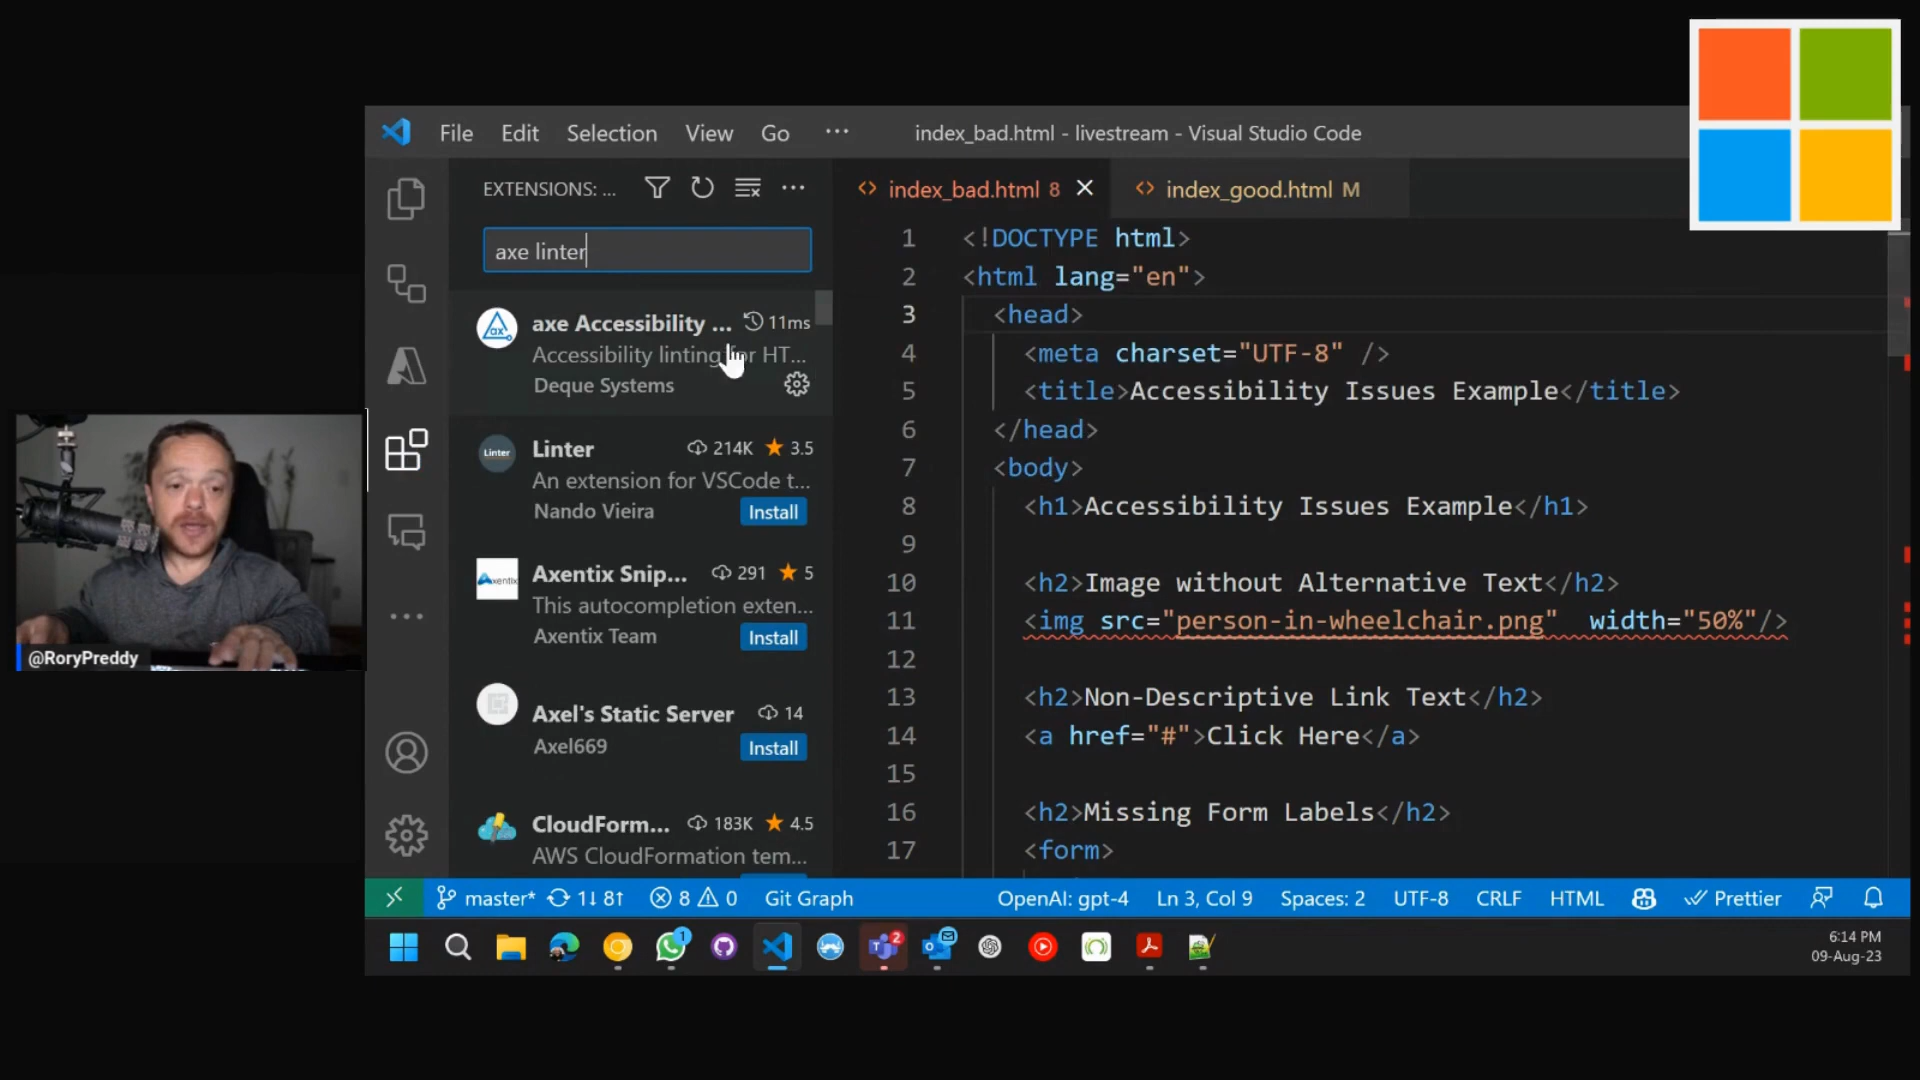 File Edit Selection View Go ··· index_bad.html - livestream - Visual Studio Code
EXTENSIONS: ...
axe linter
axe Accessibility ... 11ms
Accessibility linting for HT...
Deque Systems
Linter
Linter 214K 3.5
An extension for VSCode t...
Nando Vieira Install
Axentix
Axentix Snip... 291 5
This autocompletion exten...
Axentix Team Install
Axel's Static Server 14
Axel669 Install
CloudForm... 183K 4.5
AWS CloudFormation tem...
index_bad.html 8 index_good.html M
1 <!DOCTYPE html>
2 <html lang="en">
3 <head>
4 <meta charset="UTF-8" />
5 <title>Accessibility Issues Example</title>
6 </head>
7 <body>
8 <h1>Accessibility Issues Example</h1>
9
10 <h2>Image without Alternative Text</h2>
11 <img src="person-in-wheelchair.png"  width="50%"/>
12
13 <h2>Non-Descriptive Link Text</h2>
14 <a href="#">Click Here</a>
15
16 <h2>Missing Form Labels</h2>
17 <form>
@RoryPreddy
master* 1↓ 8↑ 8 0 Git Graph OpenAI: gpt-4 Ln 3, Col 9 Spaces: 2 UTF-8 CRLF HTML Prettier
1
2
6:14 PM
09-Aug-23